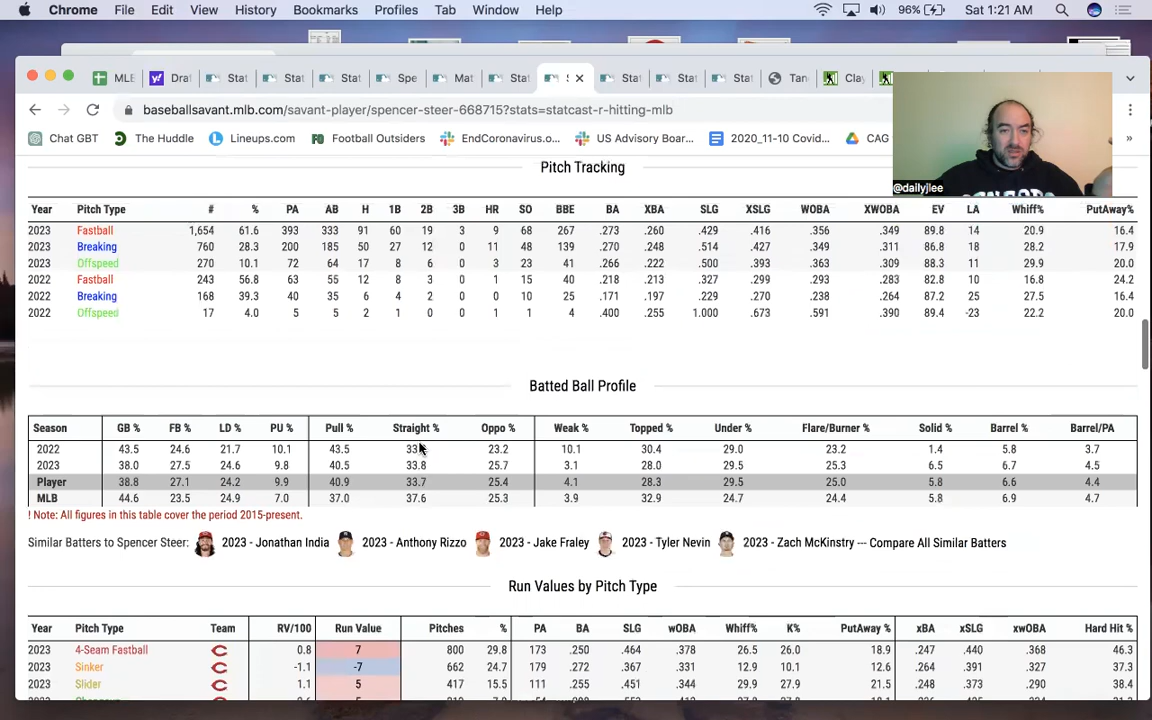 Chrome File Edit View History Bookmarks Profiles Tab Window Help 96% Sat 1:21 AM
MLE Draf Stat Stat Stat Spe Mat Stat S Stat Stat Stat Tan Clay
baseballsavant.mlb.com/savant-player/spencer-steer-668715?stats=statcast-r-hitting-mlb
Chat GBT The Huddle Lineups.com Football Outsiders EndCoronavirus.o... US Advisory Boar... 2020_11-10 Covid... CAG »
@dailyjlee
Pitch Tracking
Year Pitch Type # % PA AB H 1B 2B 3B HR SO BBE BA XBA SLG XSLG WOBA XWOBA EV LA Whiff% PutAway%
2023 Fastball 1,654 61.6 393 333 91 60 19 3 9 68 267 .273 .260 .429 .416 .356 .349 89.8 14 20.9 16.4
2023 Breaking 760 28.3 200 185 50 27 12 0 11 48 139 .270 .248 .514 .427 .349 .311 86.8 18 28.2 17.9
2023 Offspeed 270 10.1 72 64 17 8 6 0 3 23 41 .266 .222 .500 .393 .363 .309 88.3 11 29.9 20.0
2022 Fastball 243 56.8 63 55 12 8 3 0 1 15 40 .218 .213 .327 .299 .293 .283 82.8 10 16.8 24.2
2022 Breaking 168 39.3 40 35 6 4 2 0 0 10 25 .171 .197 .229 .270 .238 .264 87.2 25 27.5 16.4
2022 Offspeed 17 4.0 5 5 2 1 0 0 1 1 4 .400 .255 1.000 .673 .591 .390 89.4 -23 22.2 20.0
Batted Ball Profile
Season GB % FB % LD % PU % Pull % Straight % Oppo % Weak % Topped % Under % Flare/Burner % Solid % Barrel % Barrel/PA
2022 43.5 24.6 21.7 10.1 43.5 23.2 10.1 30.4 29.0 23.2 1.4 5.8 3.7
2023 38.0 27.5 24.6 9.8 40.5 33.8 25.7 3.1 28.0 29.5 25.3 6.5 6.7 4.5
Player 38.8 27.1 24.2 9.9 40.9 33.7 25.4 4.1 28.3 29.5 25.0 5.8 6.6 4.4
MLB 44.6 23.5 24.9 7.0 37.0 37.6 25.3 3.9 32.9 24.7 24.4 5.8 6.9 4.7
! Note: All figures in this table cover the period 2015-present.
Similar Batters to Spencer Steer: 2023 - Jonathan India 2023 - Anthony Rizzo 2023 - Jake Fraley 2023 - Tyler Nevin 2023 - Zach McKinstry --- Compare All Similar Batters
Run Values by Pitch Type
Year Pitch Type Team RV/100 Run Value Pitches % PA BA SLG wOBA Whiff% K% PutAway % xBA xSLG xwOBA Hard Hit %
2023 4-Seam Fastball 0.8 7 800 29.8 173 .250 .464 .378 26.5 26.0 18.9 .247 .440 .368 46.3
2023 Sinker -1.1 -7 662 24.7 179 .272 .367 .331 12.9 10.1 12.6 .264 .391 .327 37.3
2023 Slider 1.1 5 417 15.5 111 .255 .451 .344 29.9 27.9 21.5 .248 .373 .290 38.4